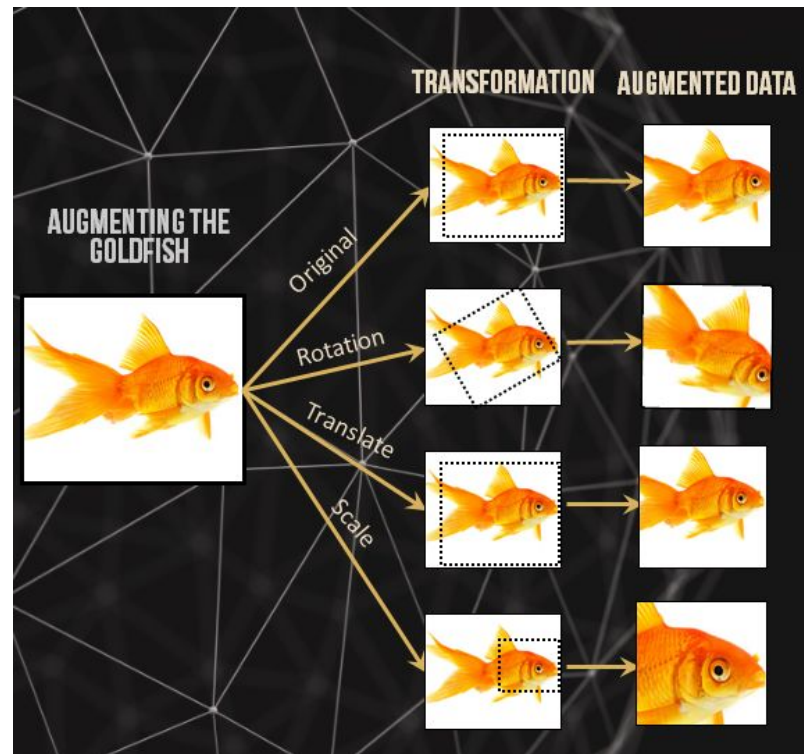 TRANSFORMATION
AUGMENTED DATA
AUGMENTING THE
GOLDFISH
Original
Rotation
Translate
Scale